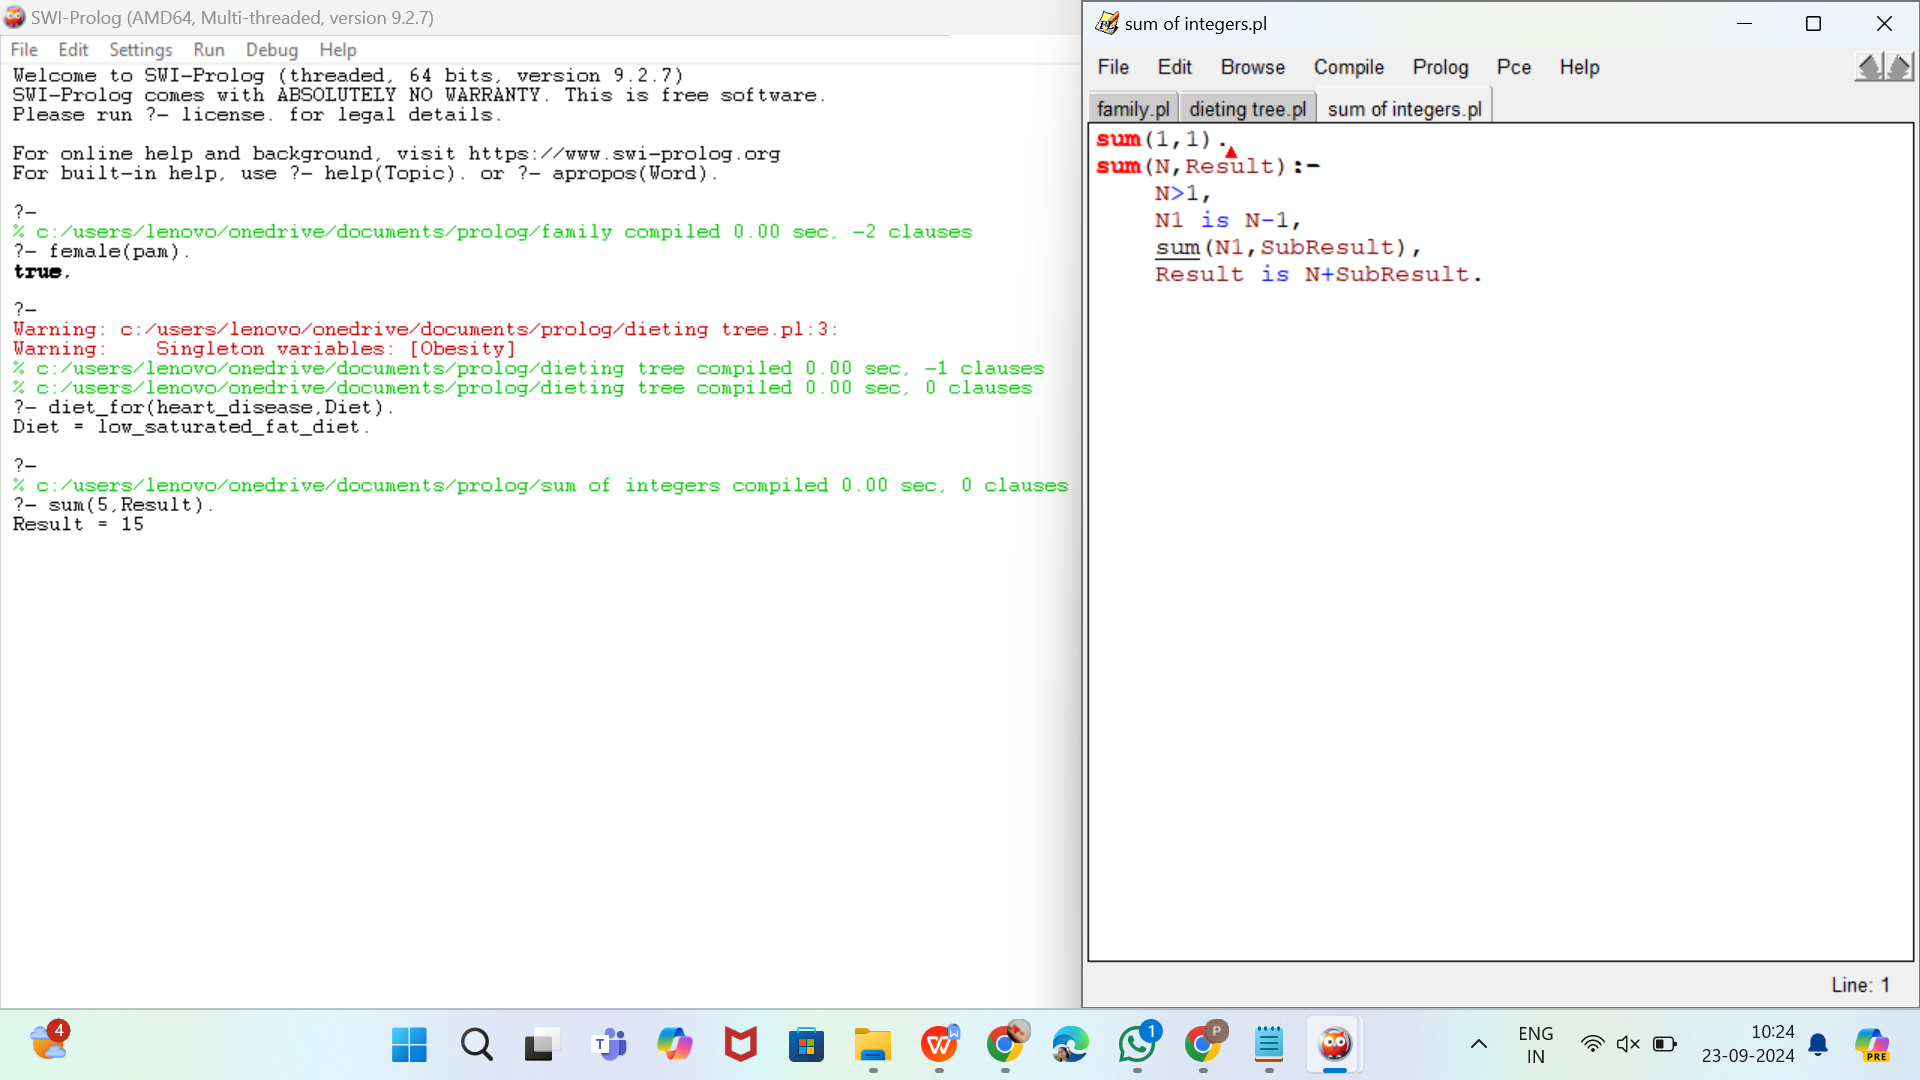 SWI-Prolog (AMD64, Multi-threaded, version 9.2.7)
File Edit Settings Run Debug Help
Welcome to SWI-Prolog (threaded, 64 bits, version 9.2.7)
SWI-Prolog comes with ABSOLUTELY NO WARRANTY. This is free software.
Please run ?- license. for legal details.
For online help and background, visit https://www.swi-prolog.org
For built-in help, use ?- help(Topic). or ?- apropos(Word).
?-
% c:/users/lenovo/onedrive/documents/prolog/family compiled 0.00 sec, -2 clauses
?- female(pam).
true.
?-
Warning: c:/users/lenovo/onedrive/documents/prolog/dieting tree.pl:3:
Warning:    Singleton variables: [Obesity]
% c:/users/lenovo/onedrive/documents/prolog/dieting tree compiled 0.00 sec, -1 clauses
% c:/users/lenovo/onedrive/documents/prolog/dieting tree compiled 0.00 sec, 0 clauses
?- diet_for(heart_disease,Diet).
Diet = low_saturated_fat_diet.
?-
% c:/users/lenovo/onedrive/documents/prolog/sum of integers compiled 0.00 sec, 0 clauses
?- sum(5,Result).
Result = 15
sum of integers.pl
File Edit Browse Compile Prolog Pce Help
family.pl dieting tree.pl sum of integers.pl
sum(1,1).
sum(N,Result):-
    N>1,
    N1 is N-1,
    sum(N1,SubResult),
    Result is N+SubResult.
Line: 1
4
T
W
W
1
P
ENG
IN
10:24
23-09-2024
PRE